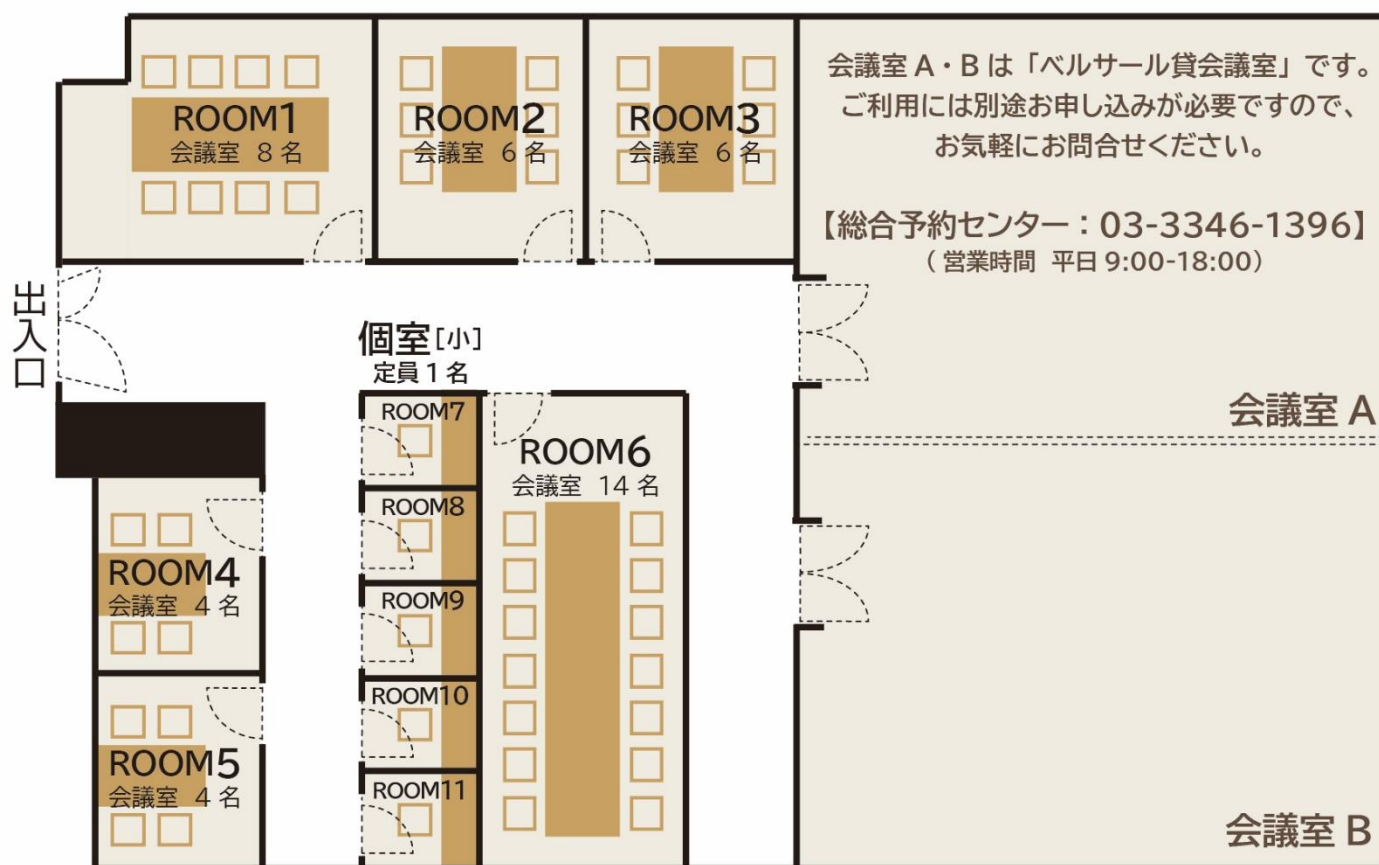 ROOM1
会議室 8 名
ROOM2
会議室 6 名
ROOM3
会議室 6 名
会議室 A・B は「ベルサール貸会議室」です。
ご利用には別途お申し込みが必要ですので、
お気軽にお問合せください。
【総合予約センター：03-3346-1396】
（ 営業時間 平日 9:00-18:00）
出入口
個室[小]
定員 1 名
ROOM7
ROOM8
ROOM9
ROOM10
ROOM11
ROOM6
会議室 14 名
ROOM4
会議室 4 名
ROOM5
会議室 4 名
会議室 A
会議室 B